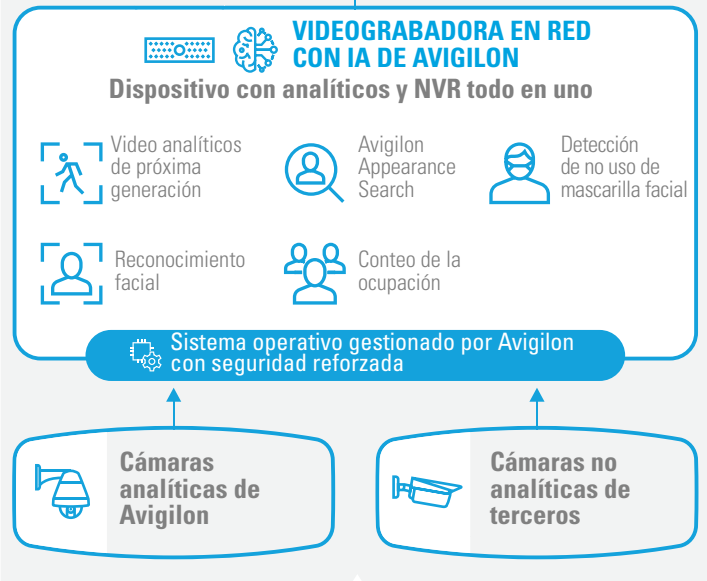 VIDEOGRABADORA EN RED
CON IA DE AVIGILON
Dispositivo con analíticos y NVR todo en uno
Video analíticos
de próxima
generación
Avigilon
Appearance
Search
Detección
de no uso de
mascarilla facial
Reconocimiento
facial
Conteo de la
ocupación
Sistema operativo gestionado por Avigilon
con seguridad reforzada
Cámaras
analíticas de
Avigilon
Cámaras no
analíticas de
terceros